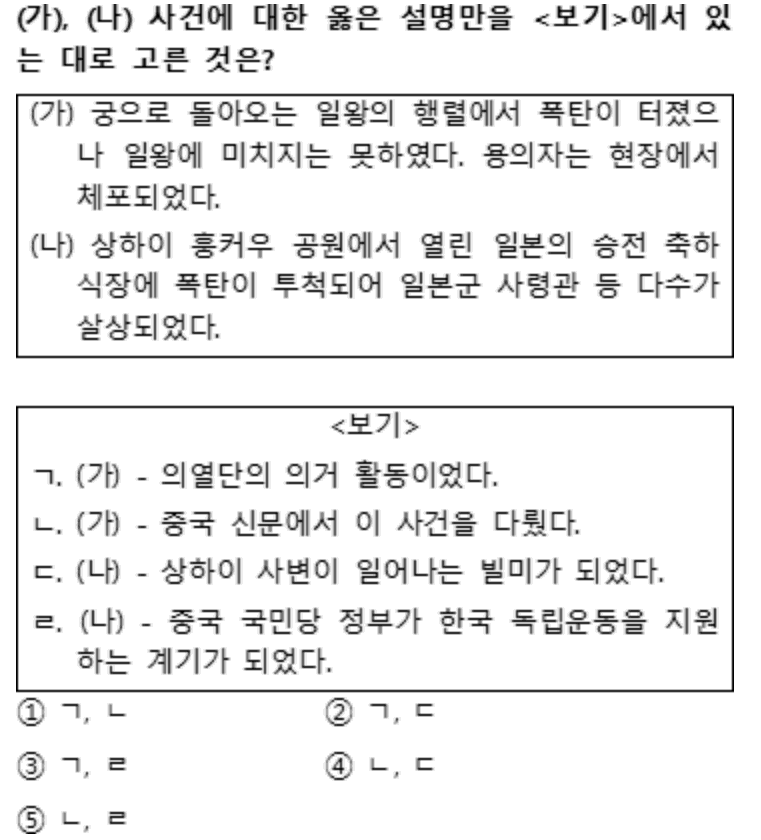 (가), (나) 사건에 대한 옳은 설명만을 <보기>에서 있
는 대로 고른 것은?
(가) 궁으로 돌아오는 일왕의 행렬에서 폭탄이 터졌으
나 일왕에 미치지는 못하였다. 용의자는 현장에서
체포되었다.
(나) 상하이 훙커우 공원에서 열린 일본의 승전 축하
식장에 폭탄이 투척되어 일본군 사령관 등 다수가
살상되었다.
<보기>
ㄱ. (가) - 의열단의 의거 활동이었다.
ㄴ. (가) - 중국 신문에서 이 사건을 다뤘다.
ㄷ. (나) - 상하이 사변이 일어나는 빌미가 되었다.
ㄹ. (나) - 중국 국민당 정부가 한국 독립운동을 지원
하는 계기가 되었다.
① ㄱ, ㄴ ② ㄱ, ㄷ
③ ㄱ, ㄹ ④ ㄴ, ㄷ
⑤ ㄴ, ㄹ